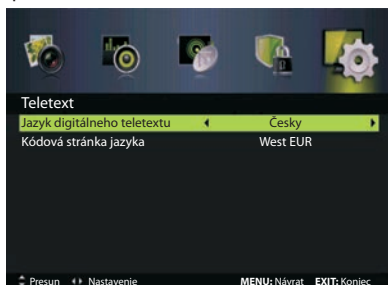 Teletext
Jazyk digitálneho teletextu Česky
Kódová stránka jazyka West EUR
Presun Nastavenie MENU: Návrat EXIT: Koniec